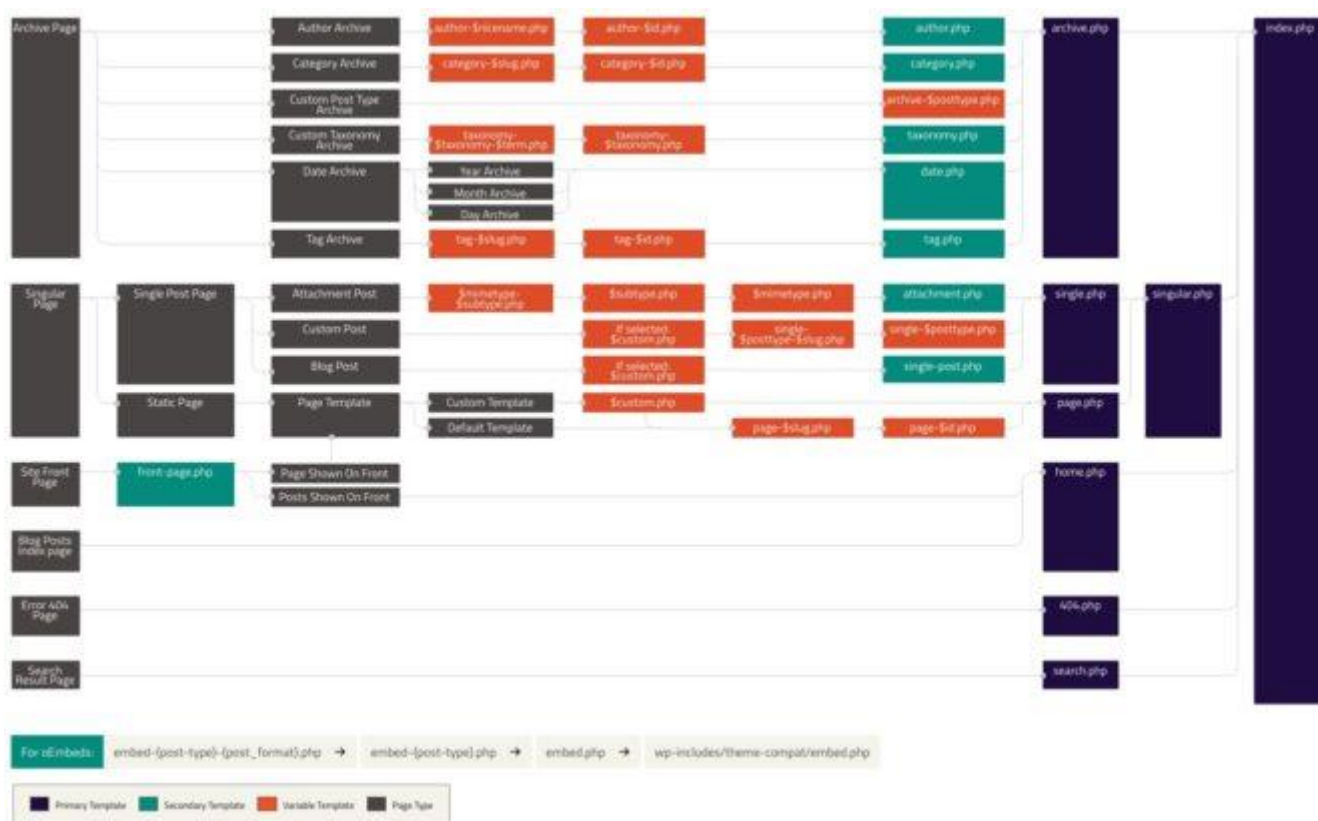 Archive Page
Author Archive
author-$nicename.php
author-$id.php
author.php
archive.php
index.php
Category Archive
category-$slug.php
category-$id.php
category.php
Custom Post Type
Archive
archive-$posttype.php
Custom Taxonomy
Archive
taxonomy-
$taxonomy-$term.php
taxonomy-
$taxonomy.php
taxonomy.php
Date Archive
Year Archive
Month Archive
Day Archive
date.php
Tag Archive
tag-$slug.php
tag-$id.php
tag.php
Singular
Page
Single Post Page
Attachment Post
$mimetype-
$subtype.php
$subtype.php
$mimetype.php
attachment.php
single.php
singular.php
Custom Post
If selected:
$custom.php
single-
$posttype-$slug.php
single-$posttype.php
Blog Post
If selected:
$custom.php
single-post.php
Static Page
Page Template
Custom Template
$custom.php
page.php
Default Template
page-$slug.php
page-$id.php
Site Front
Page
front-page.php
Page Shown On Front
Posts Shown On Front
home.php
Blog Posts
Index page
Error 404
Page
404.php
Search
Result Page
search.php
For oEmbeds: embed-{post-type}-{post_format}.php → embed-{post-type}.php → embed.php → wp-includes/theme-compat/embed.php
Primary Template Secondary Template Variable Template Page Type